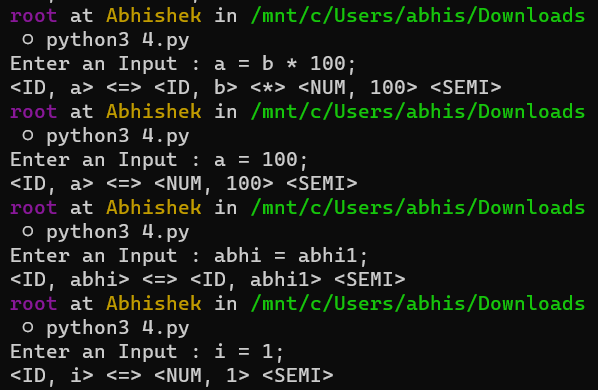 root at Abhishek in /mnt/c/Users/abhis/Downloads
○ python3 4.py
Enter an Input : a = b * 100;
<ID, a> <=> <ID, b> <*> <NUM, 100> <SEMI>
root at Abhishek in /mnt/c/Users/abhis/Downloads
○ python3 4.py
Enter an Input : a = 100;
<ID, a> <=> <NUM, 100> <SEMI>
root at Abhishek in /mnt/c/Users/abhis/Downloads
○ python3 4.py
Enter an Input : abhi = abhi1;
<ID, abhi> <=> <ID, abhi1> <SEMI>
root at Abhishek in /mnt/c/Users/abhis/Downloads
○ python3 4.py
Enter an Input : i = 1;
<ID, i> <=> <NUM, 1> <SEMI>